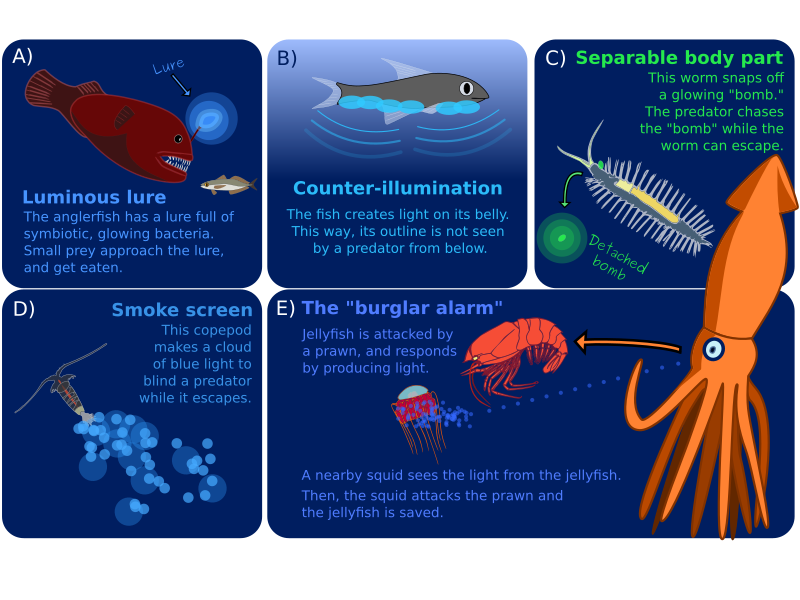 A)
Lure
Luminous lure
The anglerfish has a lure full of
symbiotic, glowing bacteria.
Small prey approach the lure,
and get eaten.
B)
Counter-illumination
The fish creates light on its belly.
This way, its outline is not seen
by a predator from below.
C) Separable body part
This worm snaps off
a glowing "bomb."
The predator chases
the "bomb" while the
worm can escape.
Detached
bomb
D) Smoke screen
This copepod
makes a cloud
of blue light to
blind a predator
while it escapes.
E) The "burglar alarm"
Jellyfish is attacked by
a prawn, and responds
by producing light.
A nearby squid sees the light from the jellyfish.
Then, the squid attacks the prawn and
the jellyfish is saved.